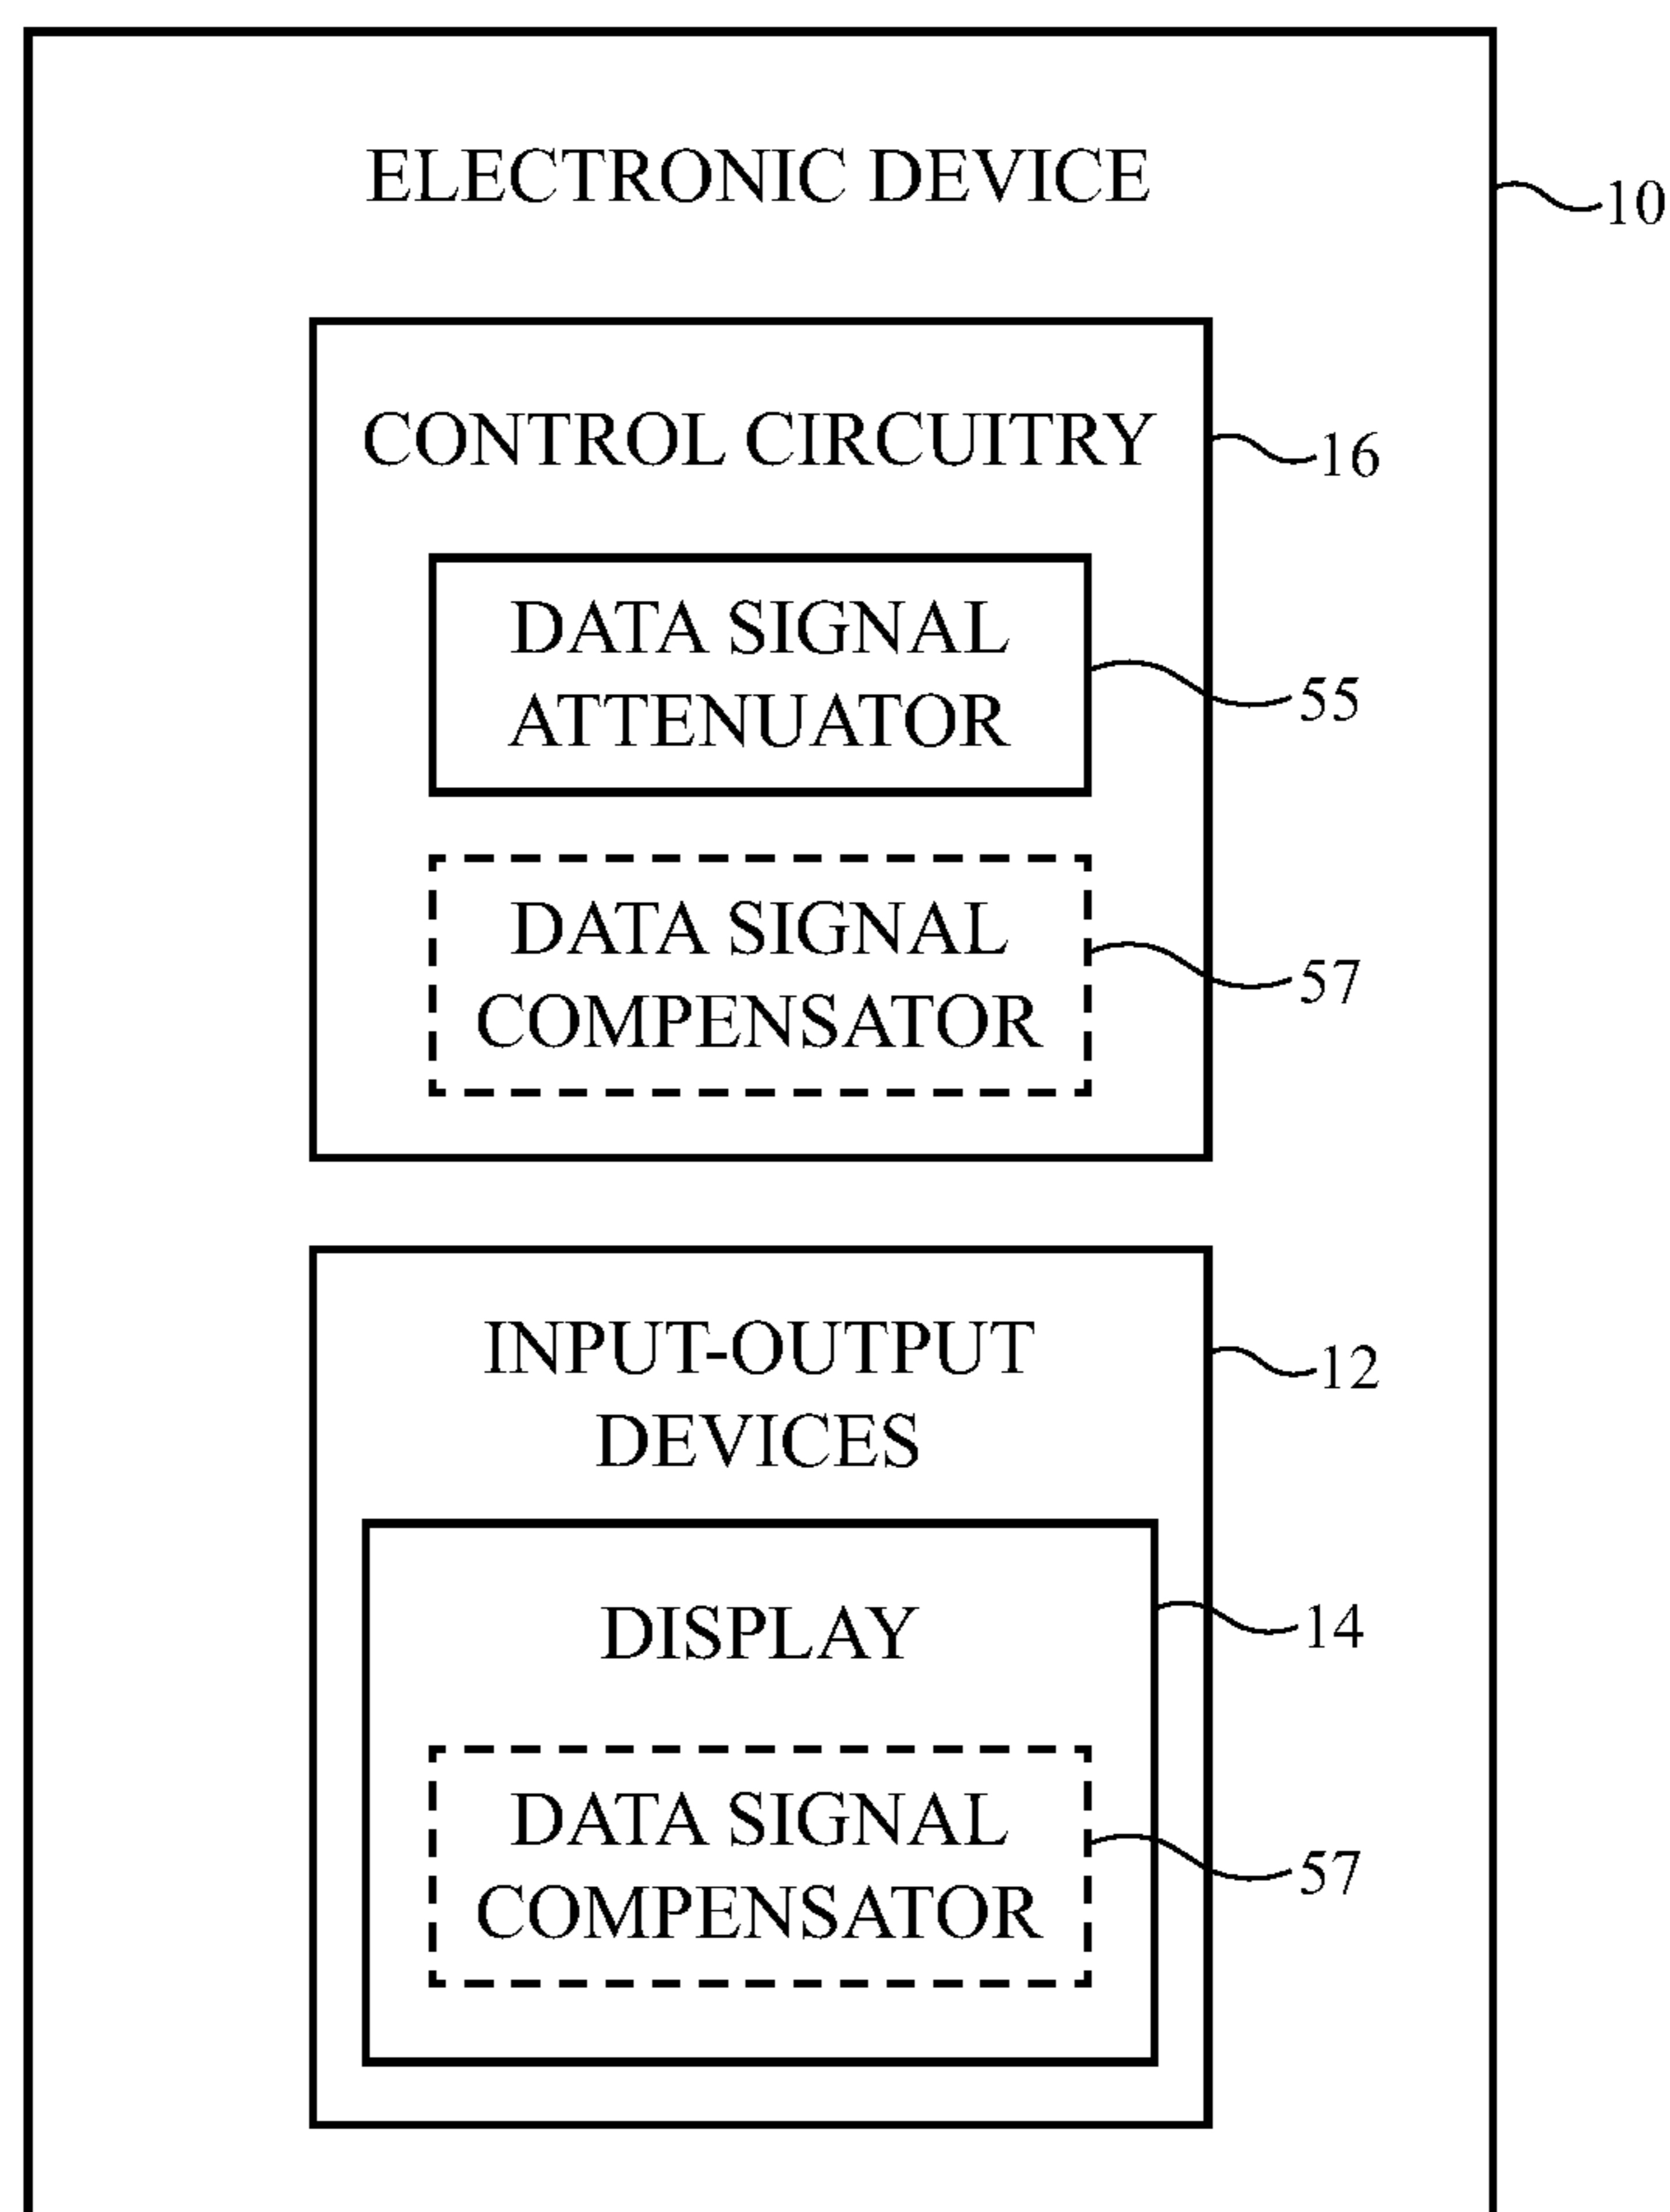 ELECTRONIC DEVICE
10
CONTROL CIRCUITRY
16
DATA SIGNAL
ATTENUATOR
55
DATA SIGNAL
COMPENSATOR
57
INPUT-OUTPUT
DEVICES
12
DISPLAY
14
DATA SIGNAL
COMPENSATOR
57